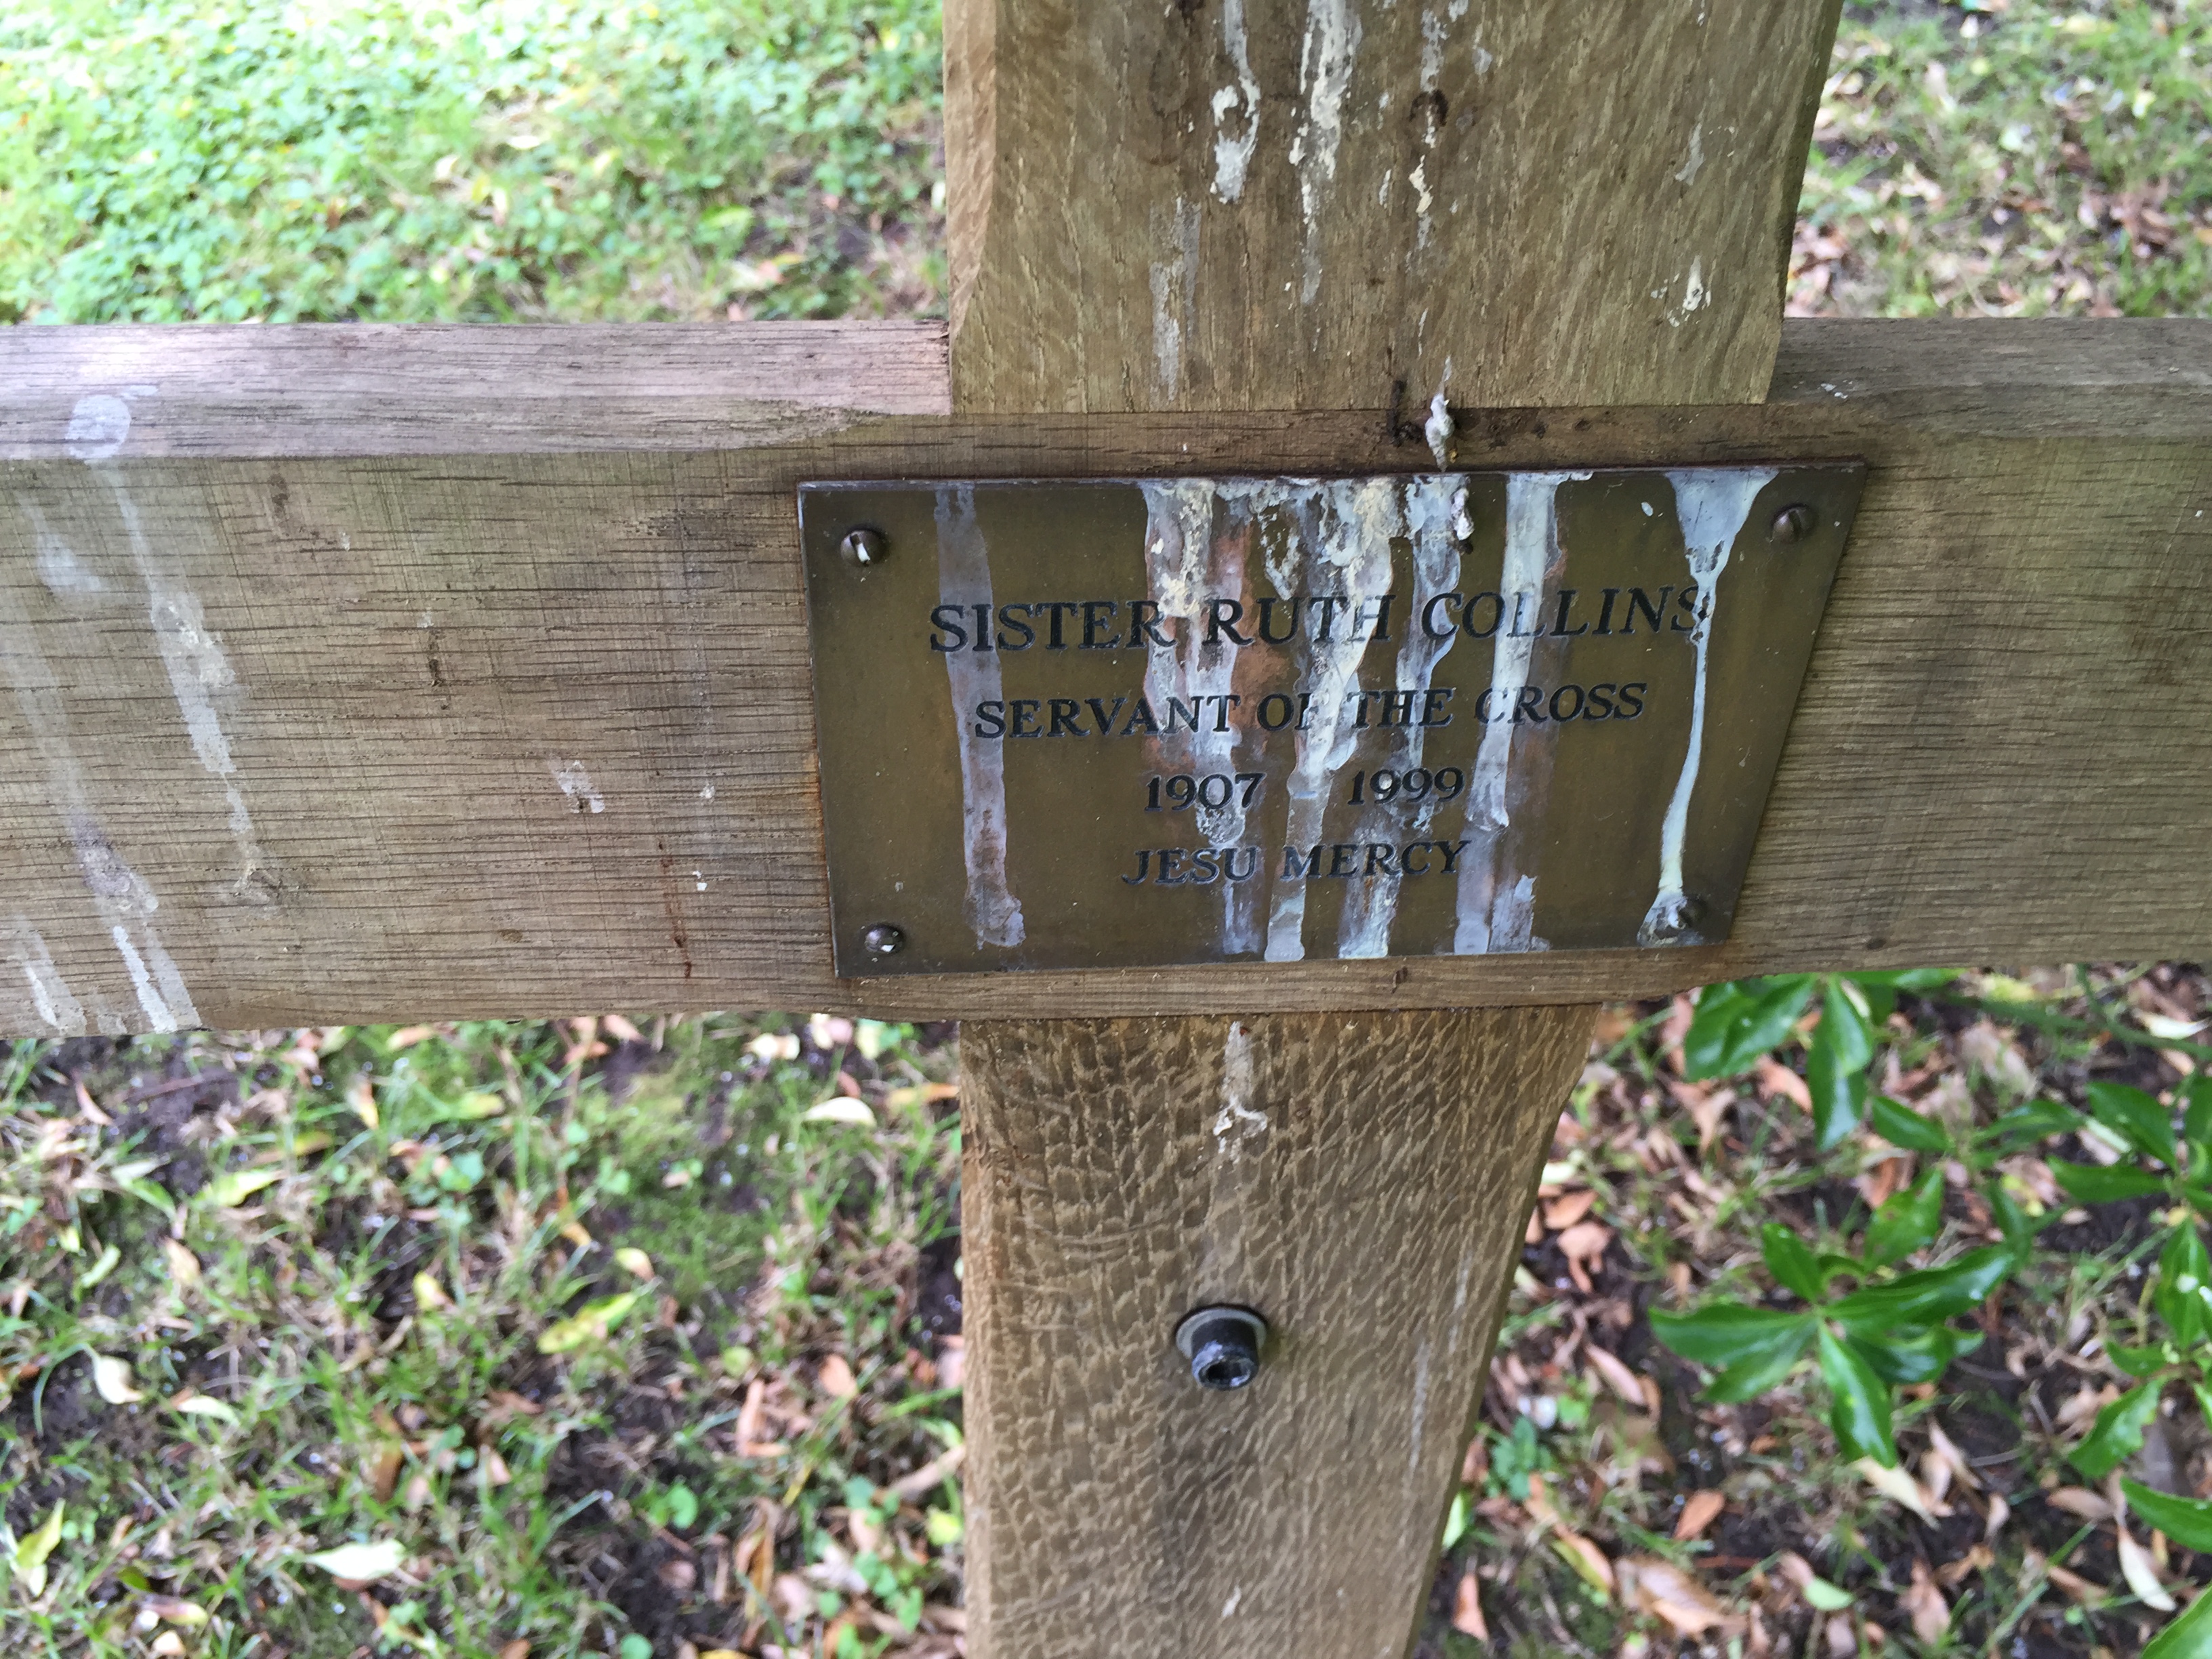 SISTER RUTH COLLINS
SERVANT OF THE CROSS
1907 - 1999
JESU MERCY